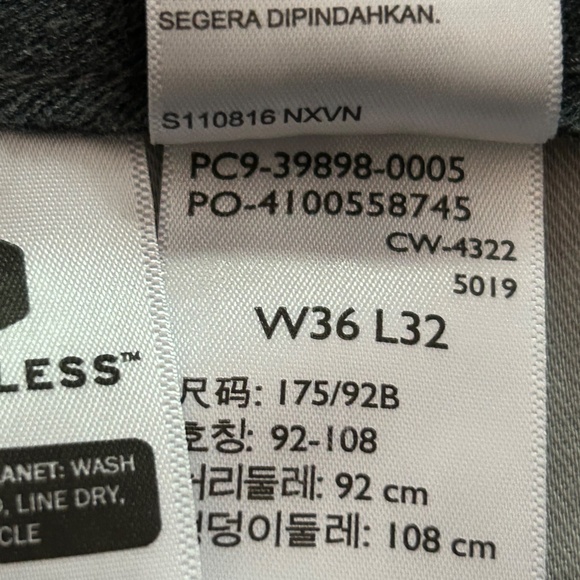 SEGERA DIPINDAHKAN.
S110816 NXVN
PC9-39898-0005
PO-4100558745
CW-4322
5019
W36 L32
尺码: 175/92B
호칭: 92-108
허리둘레: 92 cm
엉덩이둘레: 108 cm
LESS™
ANET: WASH
, LINE DRY,
CLE